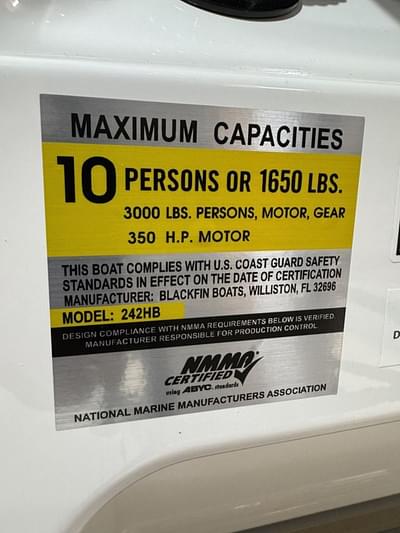 MAXIMUM CAPACITIES
10 PERSONS OR 1650 LBS.
3000 LBS. PERSONS, MOTOR, GEAR
350 H.P. MOTOR
THIS BOAT COMPLIES WITH U.S. COAST GUARD SAFETY
STANDARDS IN EFFECT ON THE DATE OF CERTIFICATION
MANUFACTURER: BLACKFIN BOATS, WILLISTON, FL 32696
MODEL: 242HB
DESIGN COMPLIANCE WITH NMMA REQUIREMENTS BELOW IS VERIFIED.
MANUFACTURER RESPONSIBLE FOR PRODUCTION CONTROL.
NMMA
CERTIFIED
using ABYC. standards
NATIONAL MARINE MANUFACTURERS ASSOCIATION
D